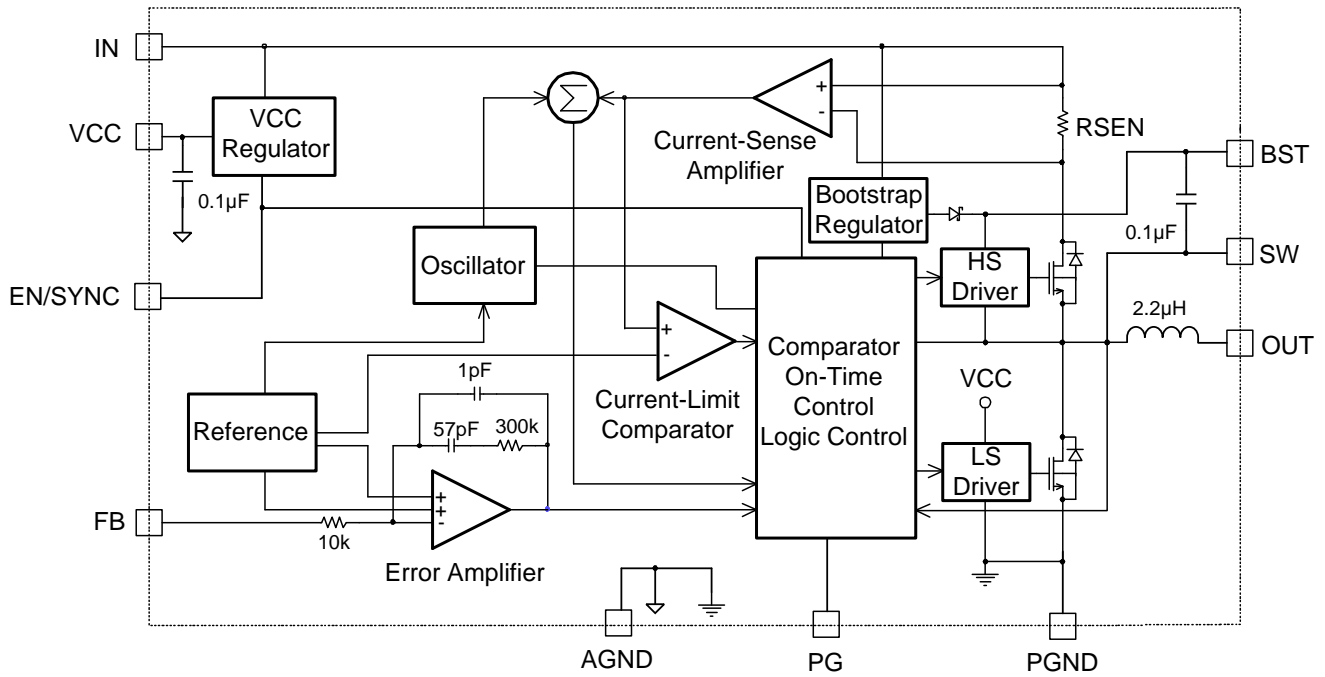 IN
Σ
+
-
RSEN
VCC
VCC
Regulator
Current-Sense
Amplifier
BST
0.1µF
Bootstrap
Regulator
0.1µF
SW
Oscillator
HS
Driver
EN/SYNC
2.2µH
+
-
OUT
Comparator
On-Time
Control
Logic Control
1pF
VCC
Current-Limit
Comparator
Reference
57pF
300k
LS
Driver
+
+
-
FB
10k
Error Amplifier
AGND
PG
PGND